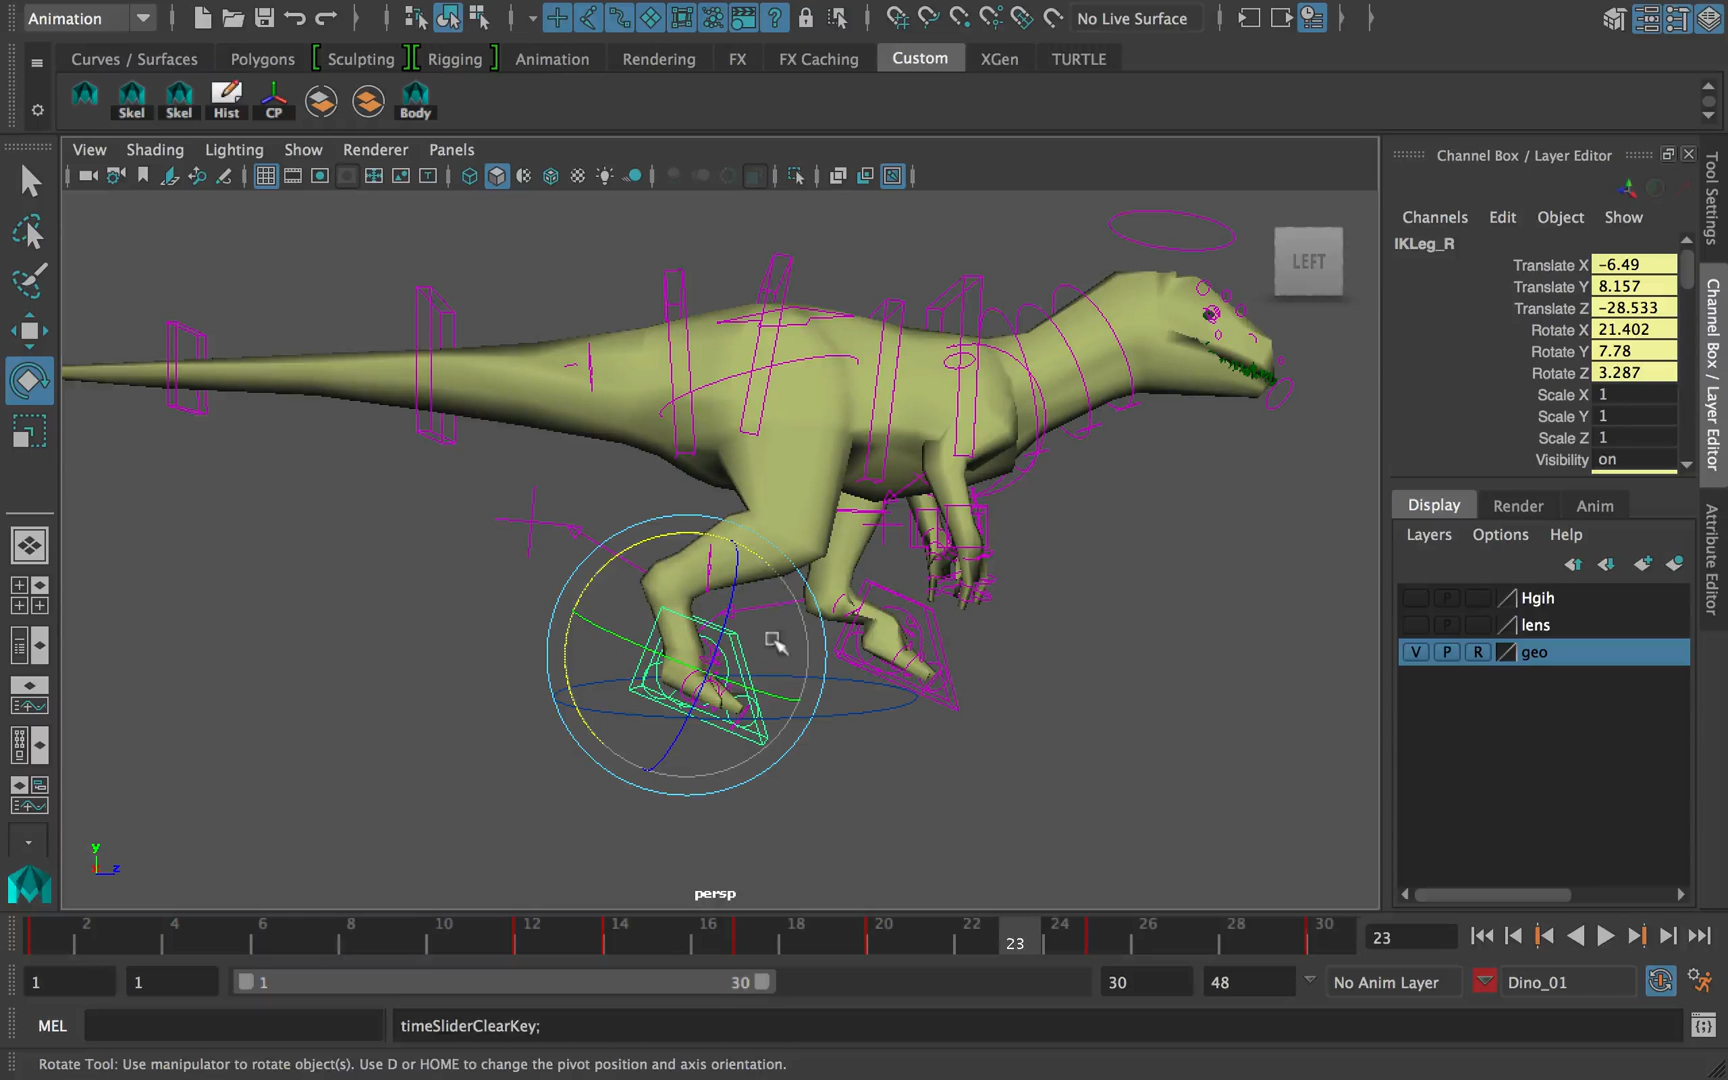 Animation
No Live Surface
Curves / Surfaces Polygons Sculpting Rigging Animation Rendering FX FX Caching Custom XGen TURTLE
Skel Skel Hist CP Body
View Shading Lighting Show Renderer Panels
Channel Box / Layer Editor
Channels Edit Object Show
IKLeg_R
Translate X -6.49
Translate Y 8.157
Translate Z -28.533
Rotate X 21.402
Rotate Y 7.78
Rotate Z 3.287
Scale X 1
Scale Y 1
Scale Z 1
Visibility on
Display Render Anim
Layers Options Help
P Hgih
P lens
V P R geo
Tool Settings
Channel Box / Layer Editor
Attribute Editor
LEFT
y
z
persp
2 4 6 8 10 12 14 16 18 20 22 23 24 26 28 30
23
1 1 1 30 30 48 No Anim Layer Dino_01
MEL timeSliderClearKey;
Rotate Tool: Use manipulator to rotate object(s). Use D or HOME to change the pivot position and axis orientation.